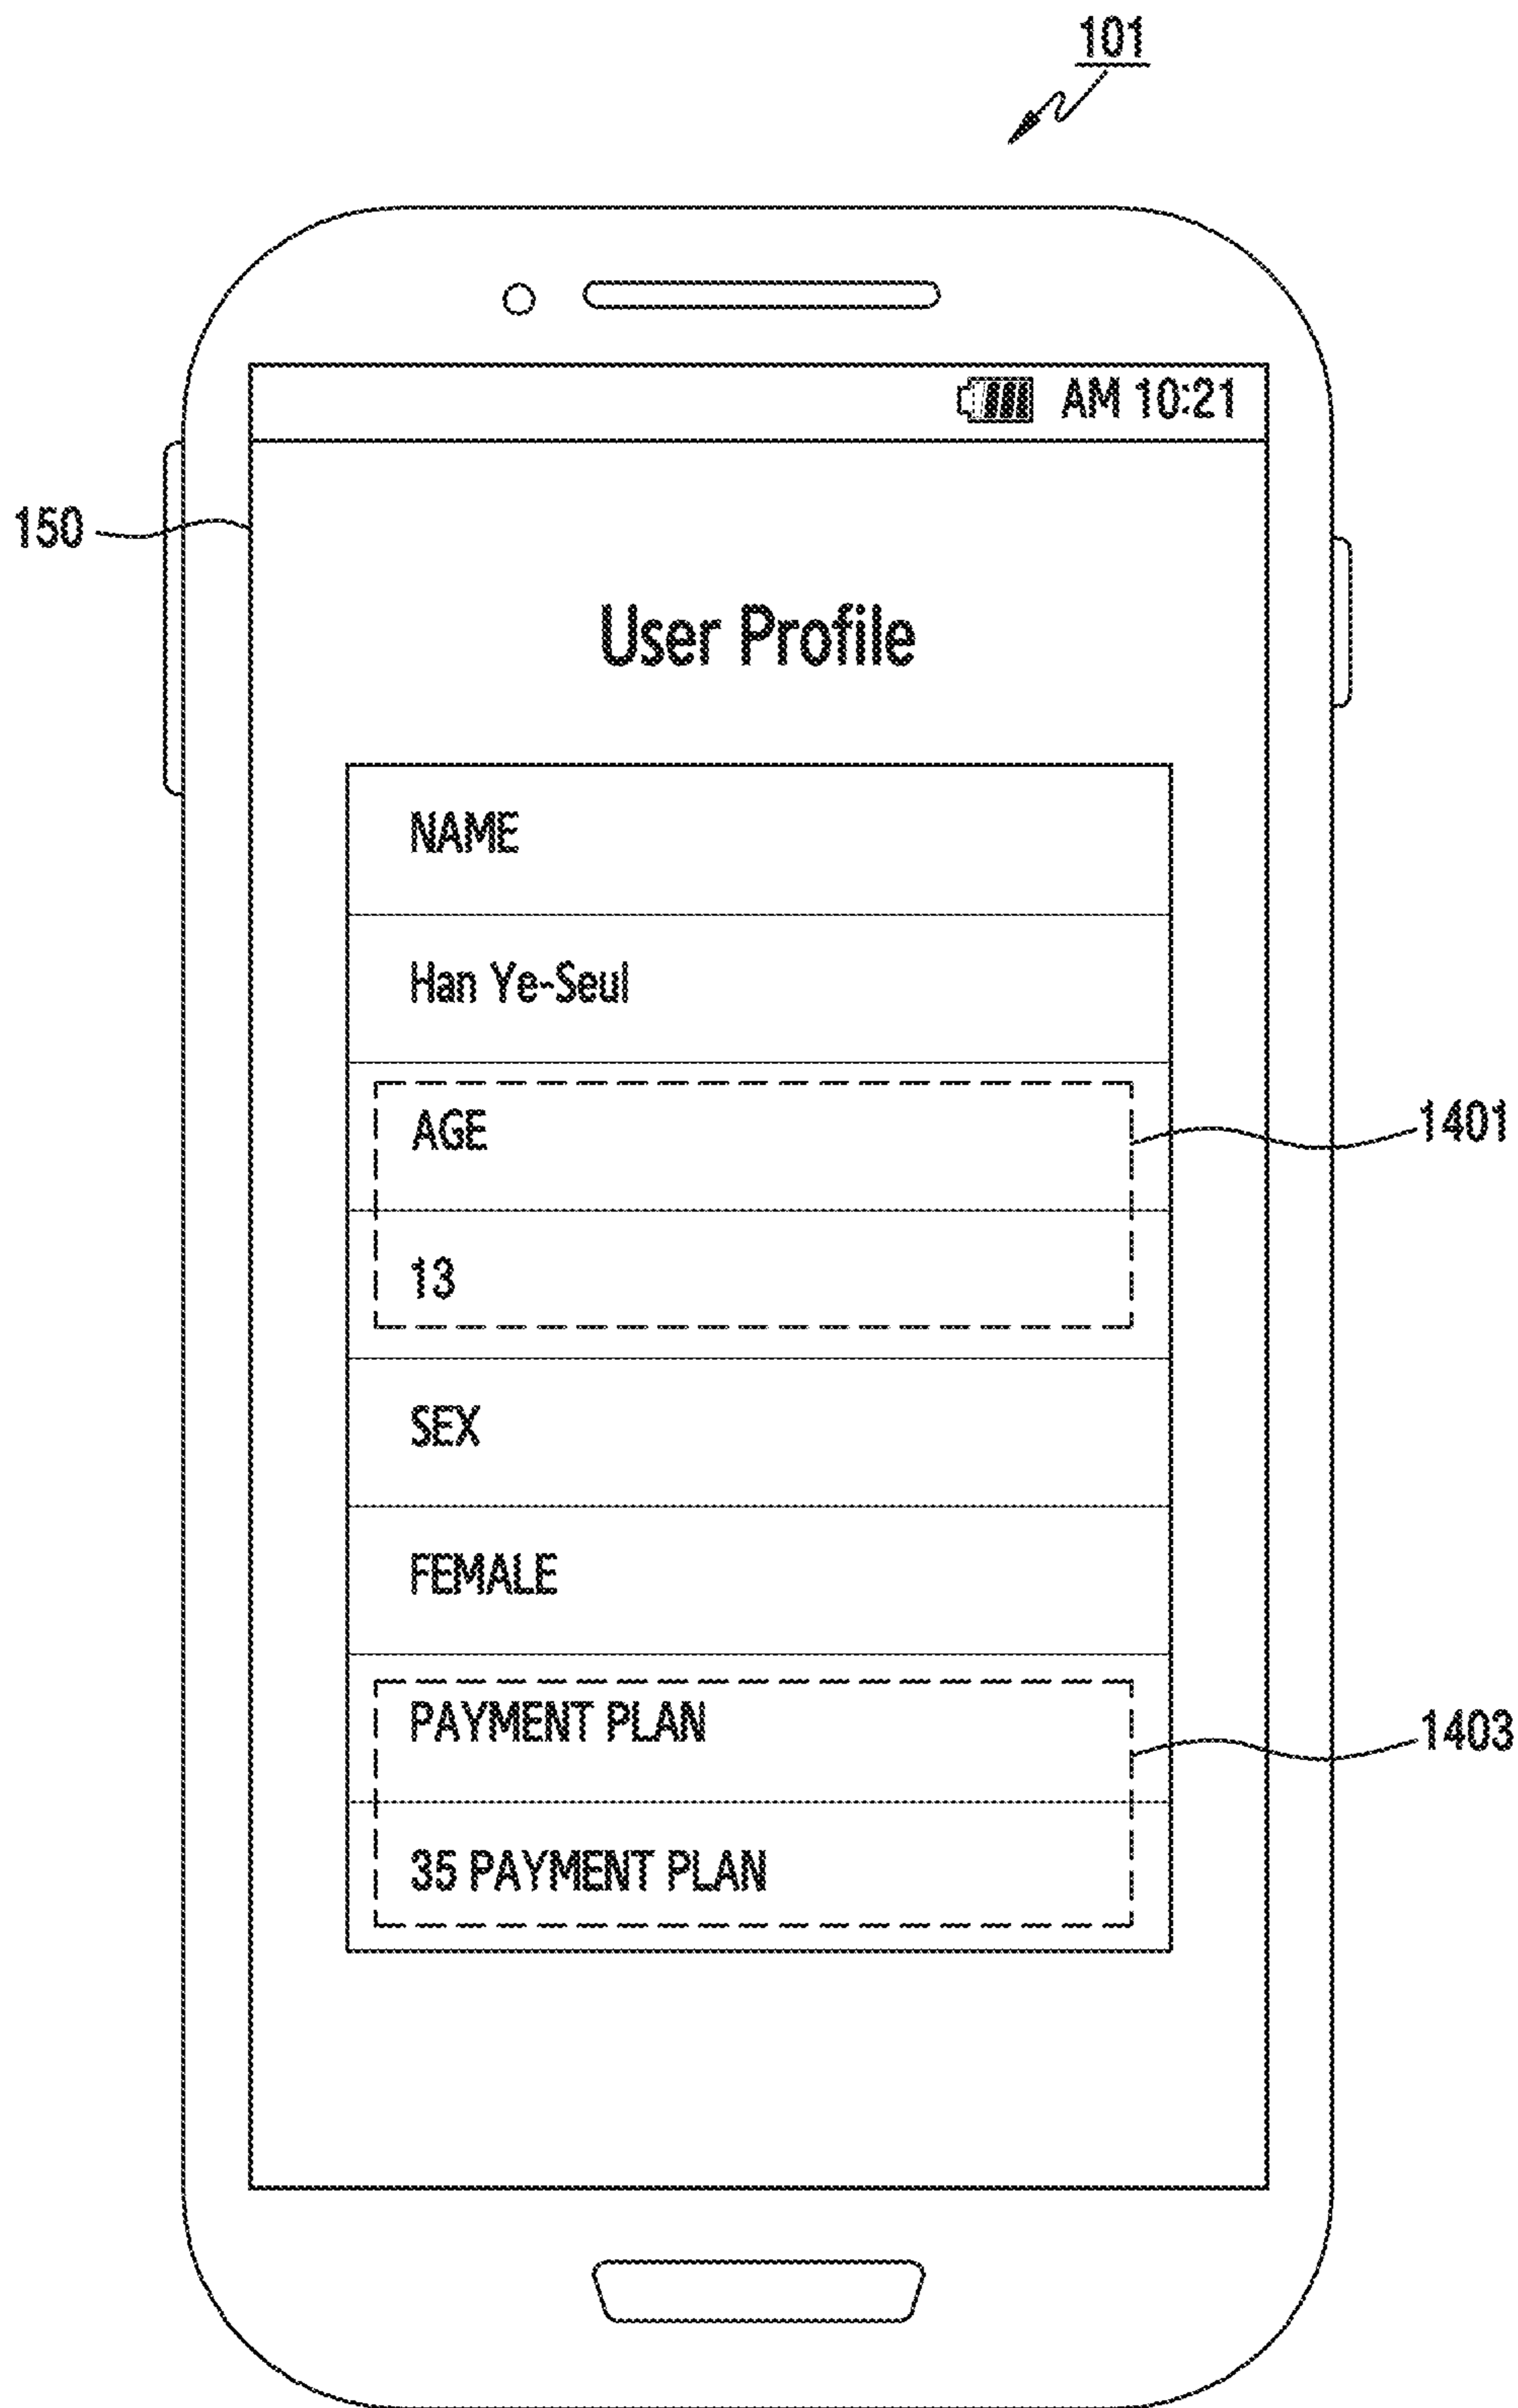 101
AM 10:21
150
User Profile
NAME
Han Ye-Seul
AGE
1401
13
SEX
FEMALE
PAYMENT PLAN
1403
35 PAYMENT PLAN